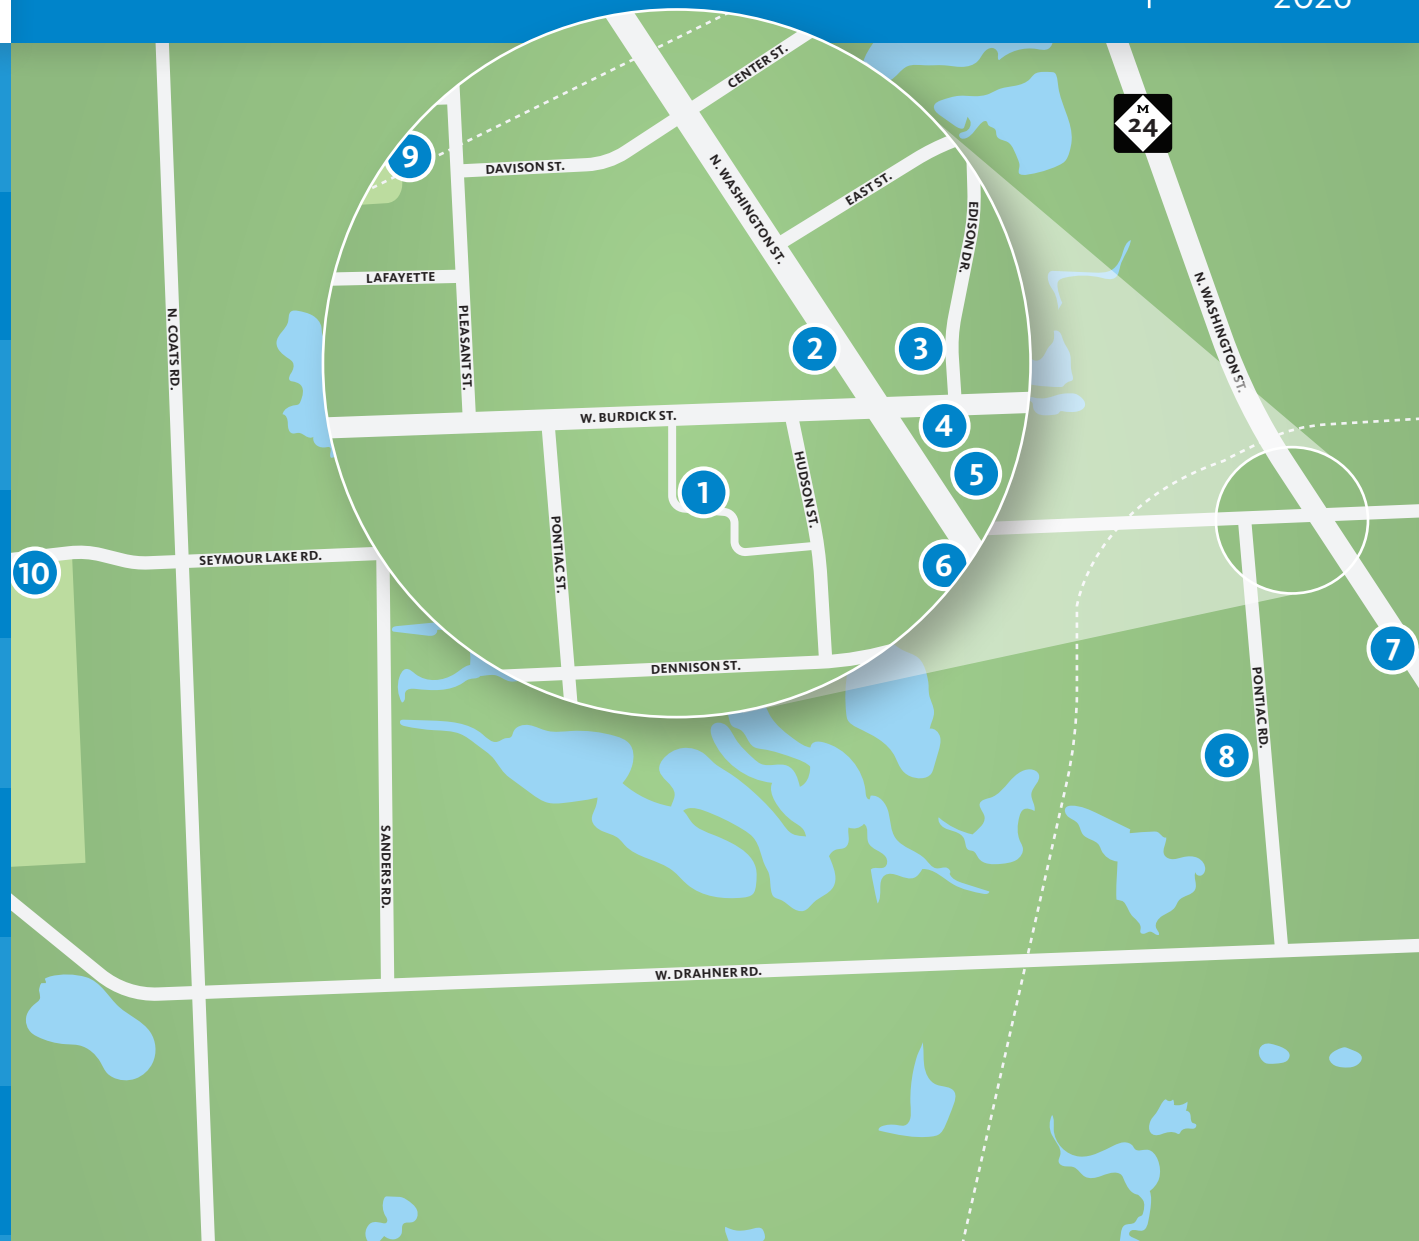 2026
CENTER ST.
M
24
9
DAVISON ST.
N. WASHINGTON ST.
EAST ST.
EDISON DR.
LAFAYETTE
N. COATS RD.
PLEASANT ST.
N. WASHINGTON ST.
2
3
W. BURDICK ST.
4
HUDSON ST.
5
1
PONTIAC ST.
SEYMOUR LAKE RD.
6
10
DENNISON ST.
7
PONTIAC RD.
8
SANDERS RD.
W. DRAHNER RD.